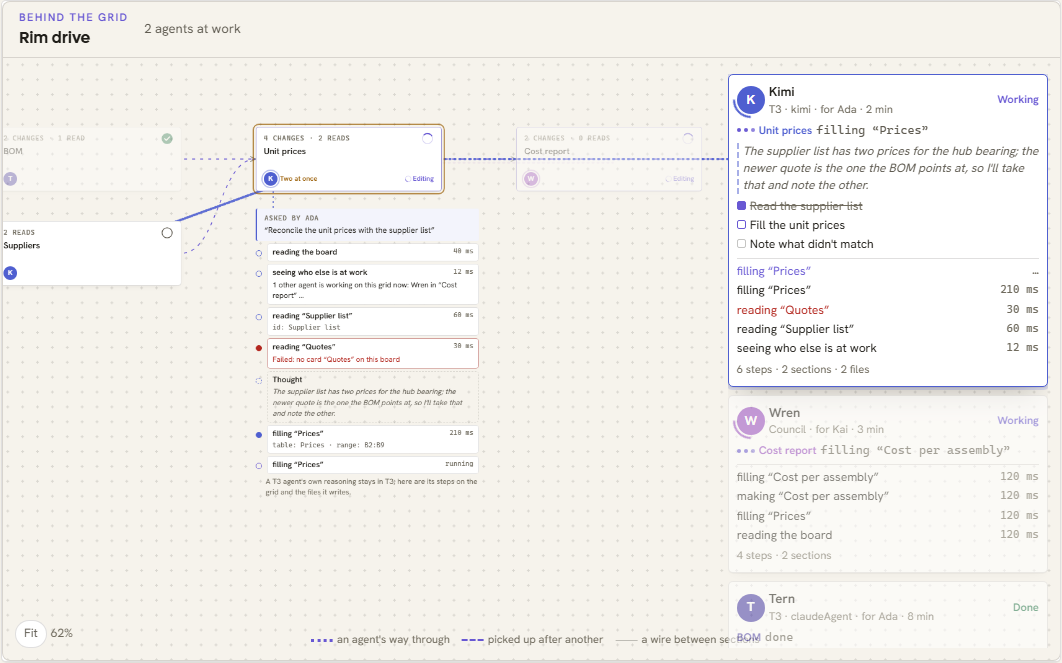 BEHIND THE GRID
Rim drive
2 agents at work
3 CHANGES · 1 READ
BOM
T
2 READS
Suppliers
K
4 CHANGES · 2 READS
Unit prices
K Two at once
Editing
2 CHANGES · 0 READS
Cost report
W
Editing
ASKED BY ADA
“Reconcile the unit prices with the supplier list”
reading the board 40 ms
seeing who else is at work 12 ms
1 other agent is working on this grid now: Wren in “Cost
report” …
reading “Supplier list” 60 ms
id: Supplier list
reading “Quotes” 30 ms
Failed: no card “Quotes” on this board
Thought
The supplier list has two prices for the hub bearing; the
newer quote is the one the BOM points at, so I'll take that
and note the other.
filling “Prices” 210 ms
table: Prices · range: B2:B9
filling “Prices” running
A T3 agent's own reasoning stays in T3; here are its steps on the
grid and the files it writes.
K
Kimi
T3 · kimi · for Ada · 2 min
Working
Unit prices filling “Prices”
The supplier list has two prices for the hub bearing; the
newer quote is the one the BOM points at, so I'll take
that and note the other.
Read the supplier list
Fill the unit prices
Note what didn't match
filling “Prices” …
filling “Prices” 210 ms
reading “Quotes” 30 ms
reading “Supplier list” 60 ms
seeing who else is at work 12 ms
6 steps · 2 sections · 2 files
W
Wren
Council · for Kai · 3 min
Working
Cost report filling “Cost per assembly”
filling “Cost per assembly” 120 ms
making “Cost per assembly” 120 ms
filling “Prices” 120 ms
reading the board 120 ms
4 steps · 2 sections
T
Tern
T3 · claudeAgent · for Ada · 8 min
Done
BOM done
Fit 62%
an agent's way through
picked up after another
a wire between